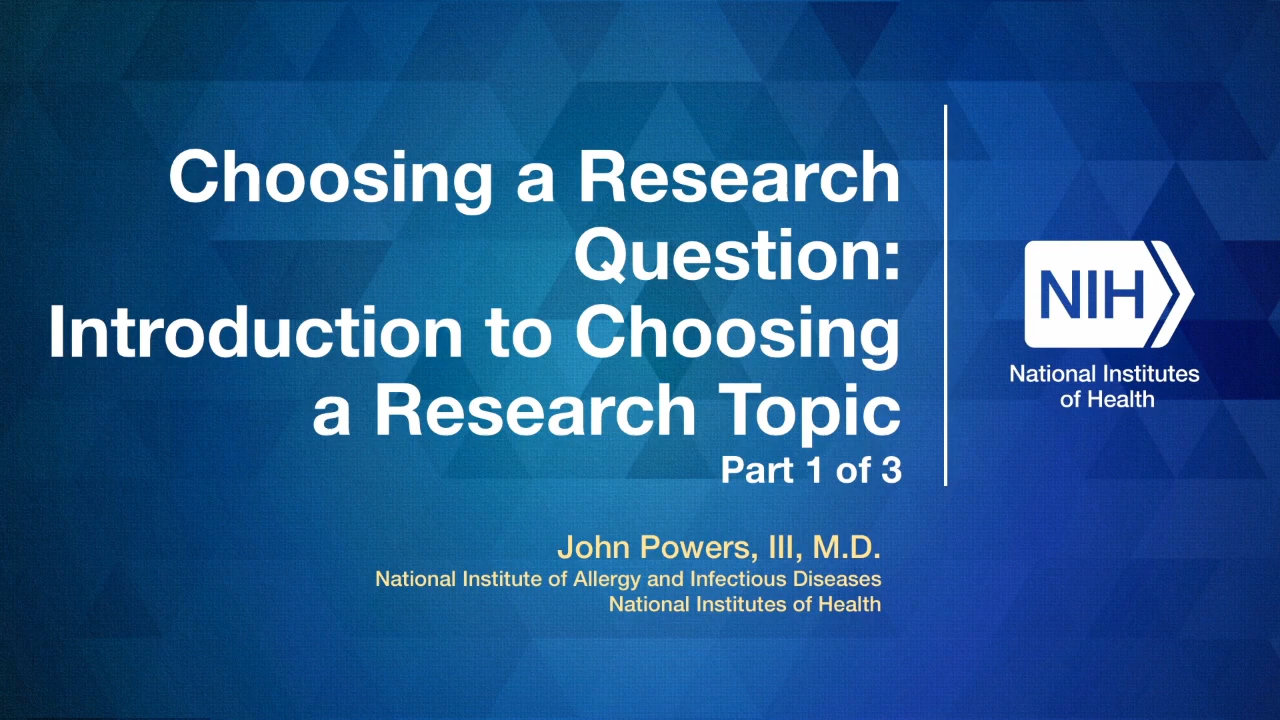 Choosing a Research
Question:
Introduction to Choosing
a Research Topic
Part 1 of 3
John Powers, III, M.D.
National Institute of Allergy and Infectious Diseases
National Institutes of Health
NIH
National Institutes
of Health